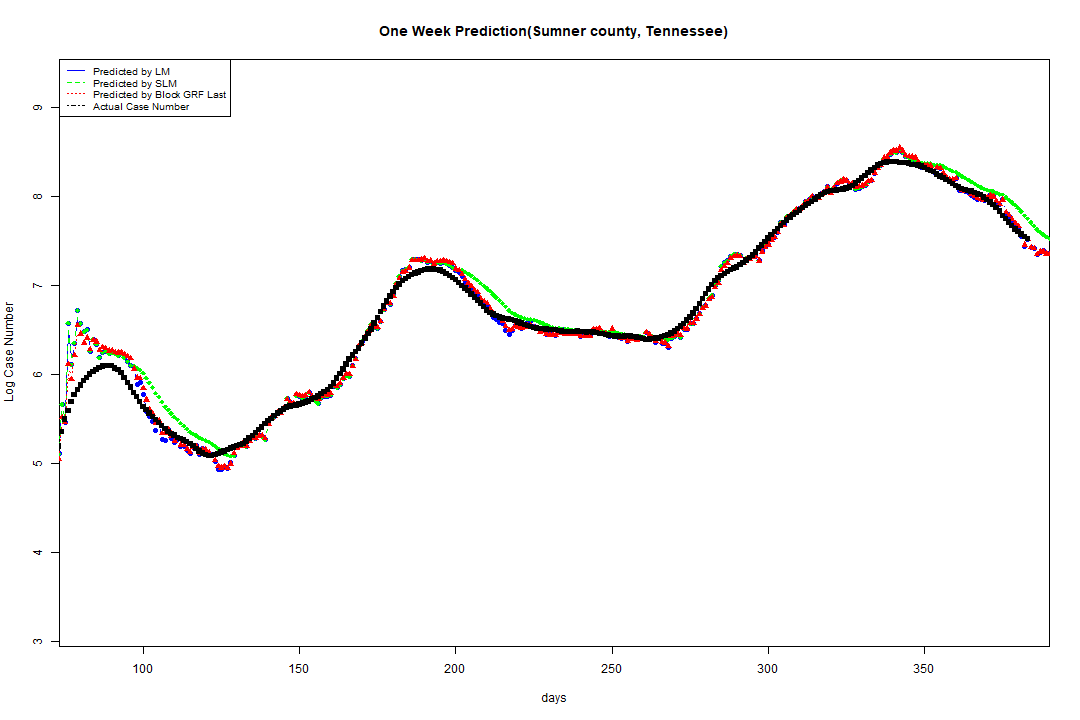 One Week Prediction(Sumner county, Tennessee)
Predicted by LM
Predicted by SLM
Predicted by Block GRF Last
Actual Case Number
9
8
7
6
5
4
3
Log Case Number
100 150 200 250 300 350
days